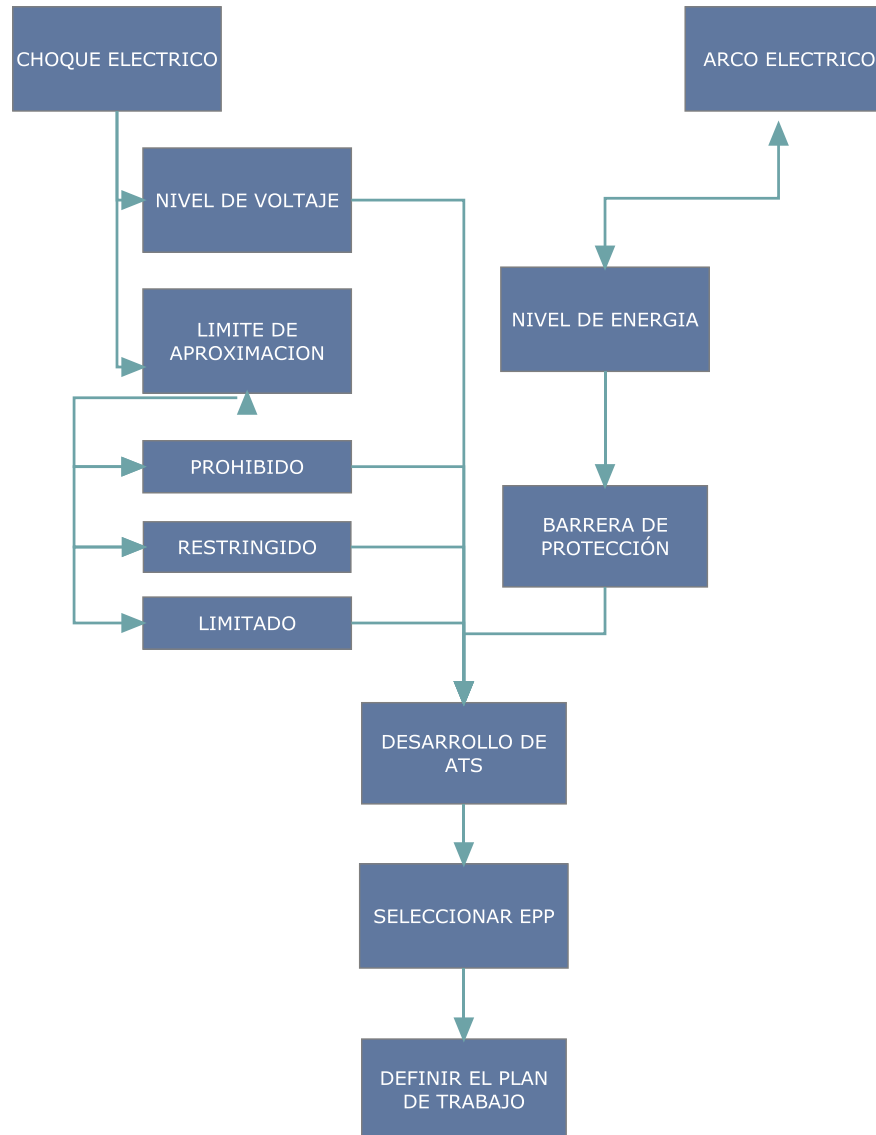 CHOQUE ELECTRICO
ARCO ELECTRICO
NIVEL DE VOLTAJE
LIMITE DE
APROXIMACION
NIVEL DE ENERGIA
PROHIBIDO
RESTRINGIDO
LIMITADO
BARRERA DE
PROTECCIÓN
DESARROLLO DE
ATS
SELECCIONAR EPP
DEFINIR EL PLAN
DE TRABAJO